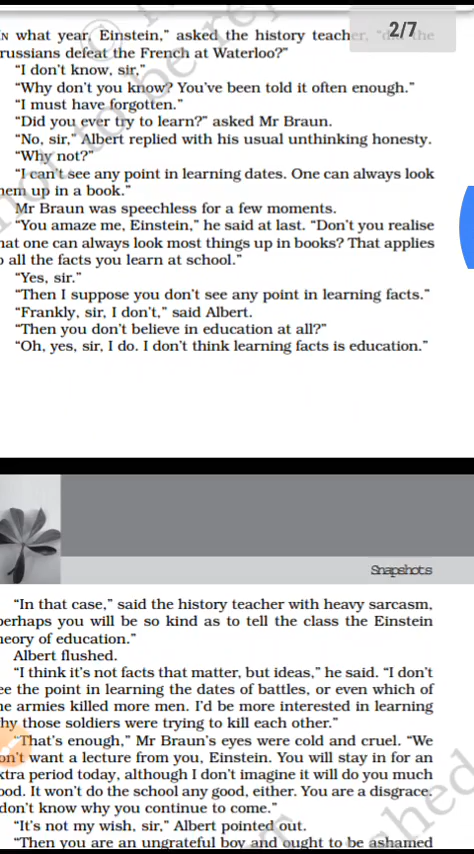 N what year, Einstein," asked the history teacher, "did the
2/7
russians defeat the French at Waterloo?"
"I don't know, sir,"
"Why don't you know? You've been told it often enough."
"I must have forgotten."
"Did you ever try to learn?" asked Mr Braun.
"No, sir," Albert replied with his usual unthinking honesty.
"Why not?"
"I can't see any point in learning dates. One can always look
hem up in a book."
Mr Braun was speechless for a few moments.
"You amaze me, Einstein," he said at last. "Don't you realise
hat one can always look most things up in books? That applies
o all the facts you learn at school."
"Yes, sir."
"Then I suppose you don't see any point in learning facts."
"Frankly, sir, I don't," said Albert.
"Then you don't believe in education at all?"
"Oh, yes, sir, I do. I don't think learning facts is education."
Snapshots
"In that case," said the history teacher with heavy sarcasm,
perhaps you will be so kind as to tell the class the Einstein
heory of education."
Albert flushed.
"I think it's not facts that matter, but ideas," he said. "I don't
ee the point in learning the dates of battles, or even which of
he armies killed more men. I'd be more interested in learning
hy those soldiers were trying to kill each other."
"That's enough," Mr Braun's eyes were cold and cruel. "We
on't want a lecture from you, Einstein. You will stay in for an
xtra period today, although I don't imagine it will do you much
ood. It won't do the school any good, either. You are a disgrace.
don't know why you continue to come."
"It's not my wish, sir," Albert pointed out.
"Then you are an ungrateful boy and ought to be ashamed